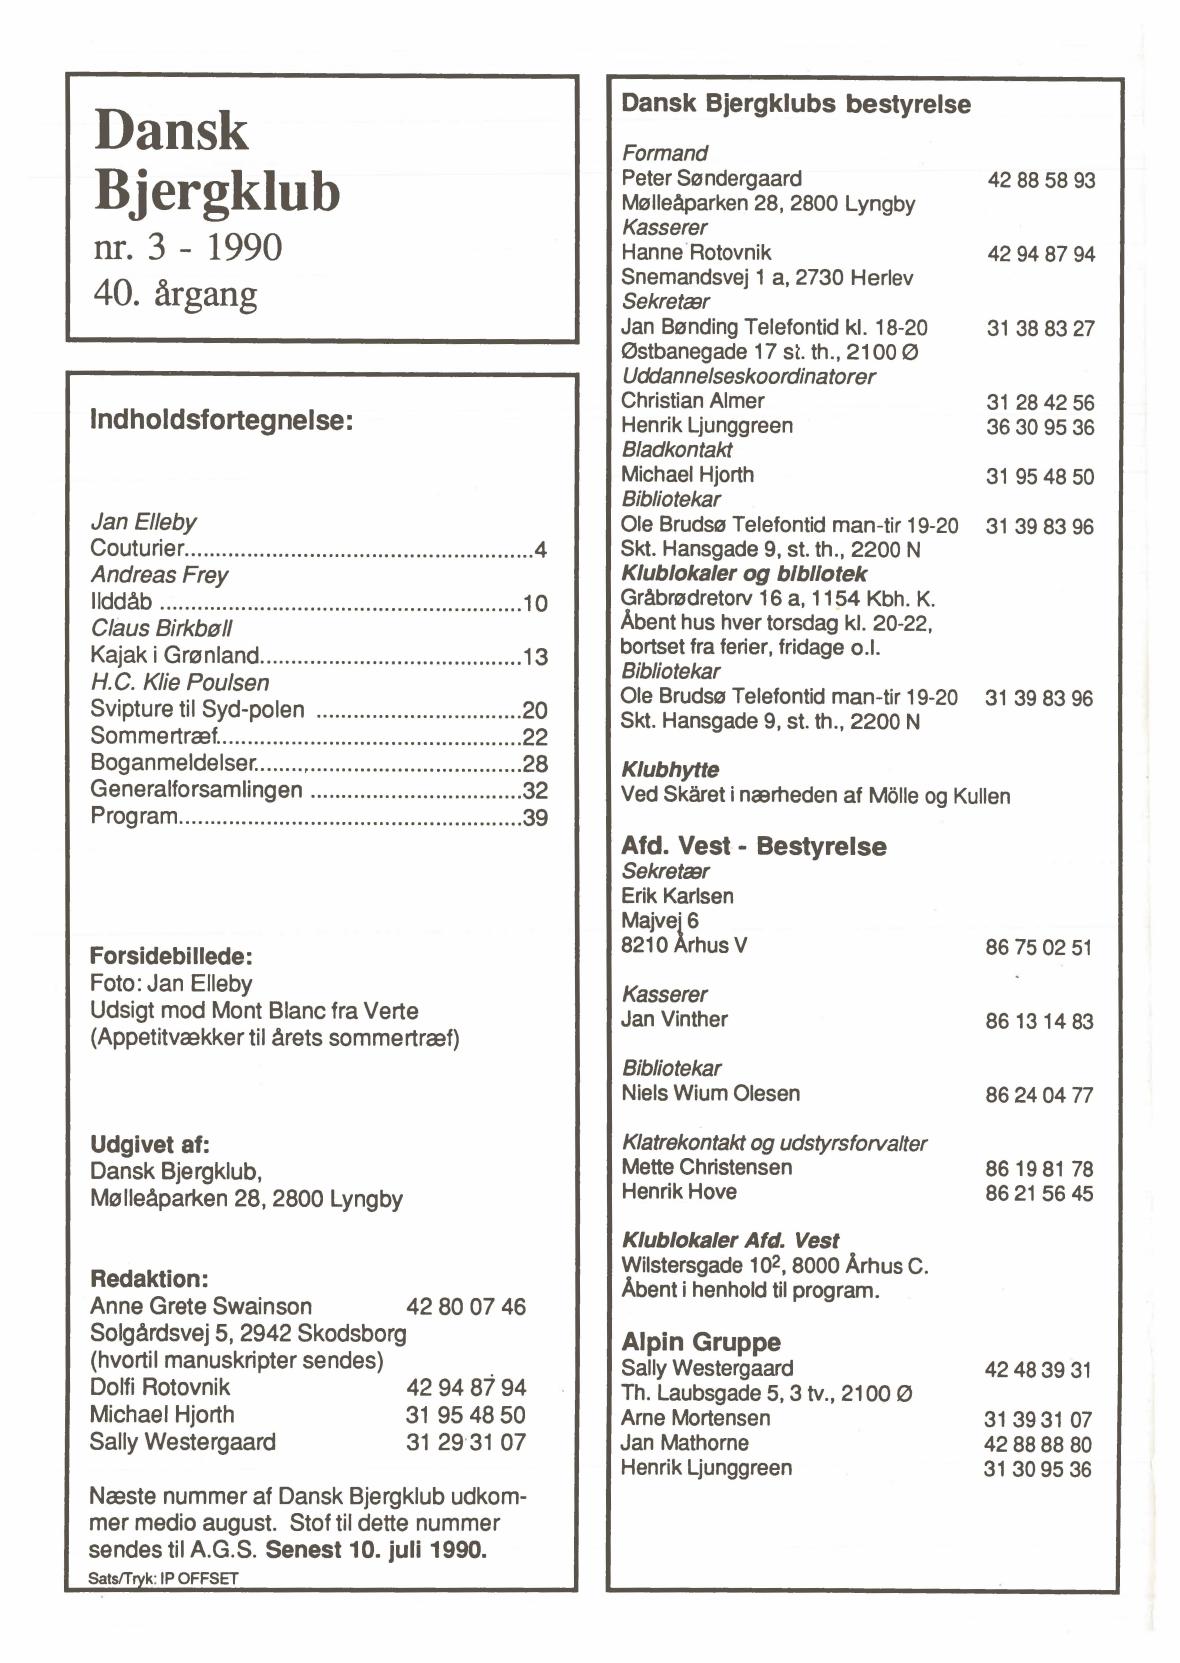 Dansk
Bjergklub
nr. 3 - 1990
40. årgang
Indholdsfortegnelse:
Jan Elleby
Couturier........................................................4
Andreas Frey
Ilddåb ..........................................................10
Claus Birkbøll
Kajak i Grønland..........................................13
H.C. Klie Poulsen
Svipture til Syd-polen .................................20
Sommertræf.................................................22
Boganmeldelser...........................................28
Generalforsamlingen ..................................32
Program.......................................................39
Forsidebillede:
Foto: Jan Elleby
Udsigt mod Mont Blanc fra Verte
(Appetitvækker til årets sommertræf)
Udgivet af:
Dansk Bjergklub,
Mølleåparken 28, 2800 Lyngby
Redaktion:
Anne Grete Swainson 42 80 07 46
Solgårdsvej 5, 2942 Skodsborg
(hvortil manuskripter sendes)
Dolfi Rotovnik 42 94 87 94
Michael Hjorth 31 95 48 50
Sally Westergaard 31 29 31 07
Næste nummer af Dansk Bjergklub udkom-
mer medio august. Stof til dette nummer
sendes til A.G.S. Senest 10. juli 1990.
Sats/Tryk: IP OFFSET
Dansk Bjergklubs bestyrelse
Formand
Peter Søndergaard 42 88 58 93
Mølleåparken 28, 2800 Lyngby
Kasserer
Hanne Rotovnik 42 94 87 94
Snemandsvej 1 a, 2730 Herlev
Sekretær
Jan Bønding Telefontid kl. 18-20 31 38 83 27
Østbanegade 17 st. th., 2100 Ø
Uddannelseskoordinatorer
Christian Almer 31 28 42 56
Henrik Ljunggreen 36 30 95 36
Bladkontakt
Michael Hjorth 31 95 48 50
Bibliotekar
Ole Brudsø Telefontid man-tir 19-20 31 39 83 96
Skt. Hansgade 9, st. th., 2200 N
Klublokaler og bibliotek
Gråbrødretorv 16 a, 1154 Kbh. K.
Åbent hus hver torsdag kl. 20-22,
bortset fra ferier, fridage o.l.
Bibliotekar
Ole Brudsø Telefontid man-tir 19-20 31 39 83 96
Skt. Hansgade 9, st. th., 2200 N
Klubhytte
Ved Skäret i nærheden af Mölle og Kullen
Afd. Vest - Bestyrelse
Sekretær
Erik Karlsen
Majvej 6
8210 Århus V 86 75 02 51
Kasserer
Jan Vinther 86 13 14 83
Bibliotekar
Niels Wium Olesen 86 24 04 77
Klatrekontakt og udstyrsforvalter
Mette Christensen 86 19 81 78
Henrik Hove 86 21 56 45
Klublokaler Afd. Vest
Wilstersgade 10², 8000 Århus C.
Åbent i henhold til program.
Alpin Gruppe
Sally Westergaard 42 48 39 31
Th. Laubsgade 5, 3 tv., 2100 Ø
Arne Mortensen 31 39 31 07
Jan Mathorne 42 88 88 80
Henrik Ljunggreen 31 30 95 36